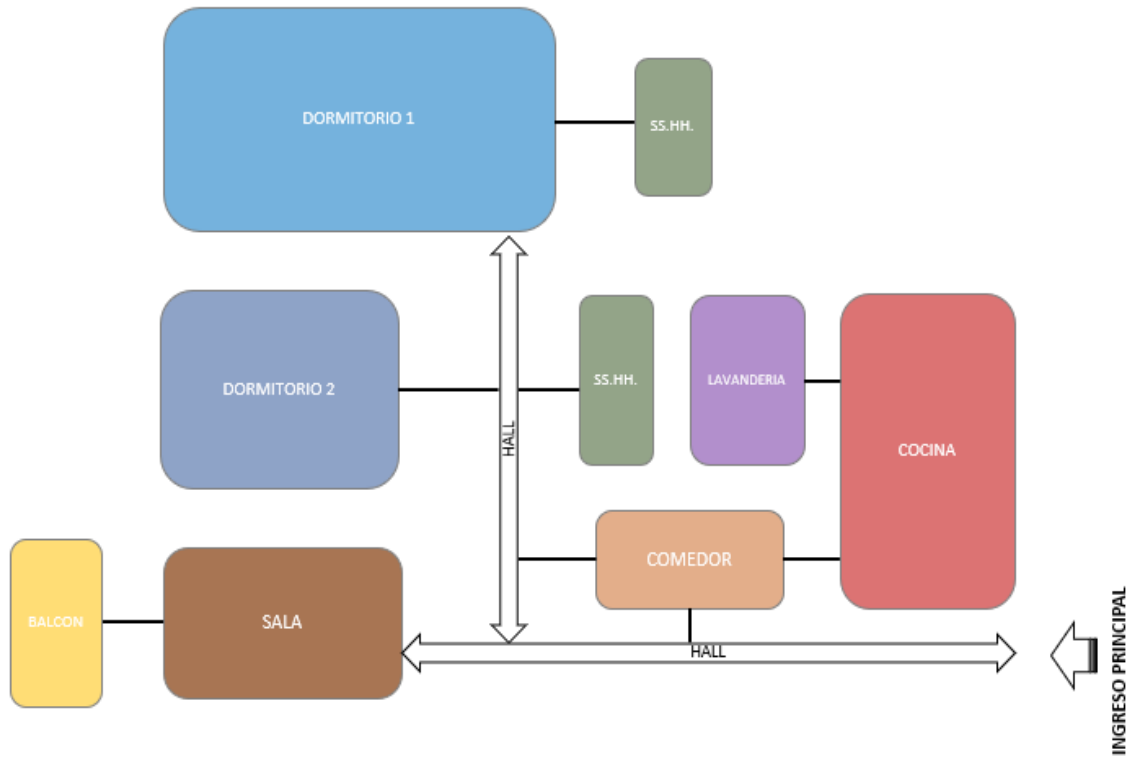 DORMITORIO 1
SS.HH.
DORMITORIO 2
SS.HH.
LAVANDERIA
COCINA
HALL
COMEDOR
BALCON
SALA
HALL
INGRESO PRINCIPAL